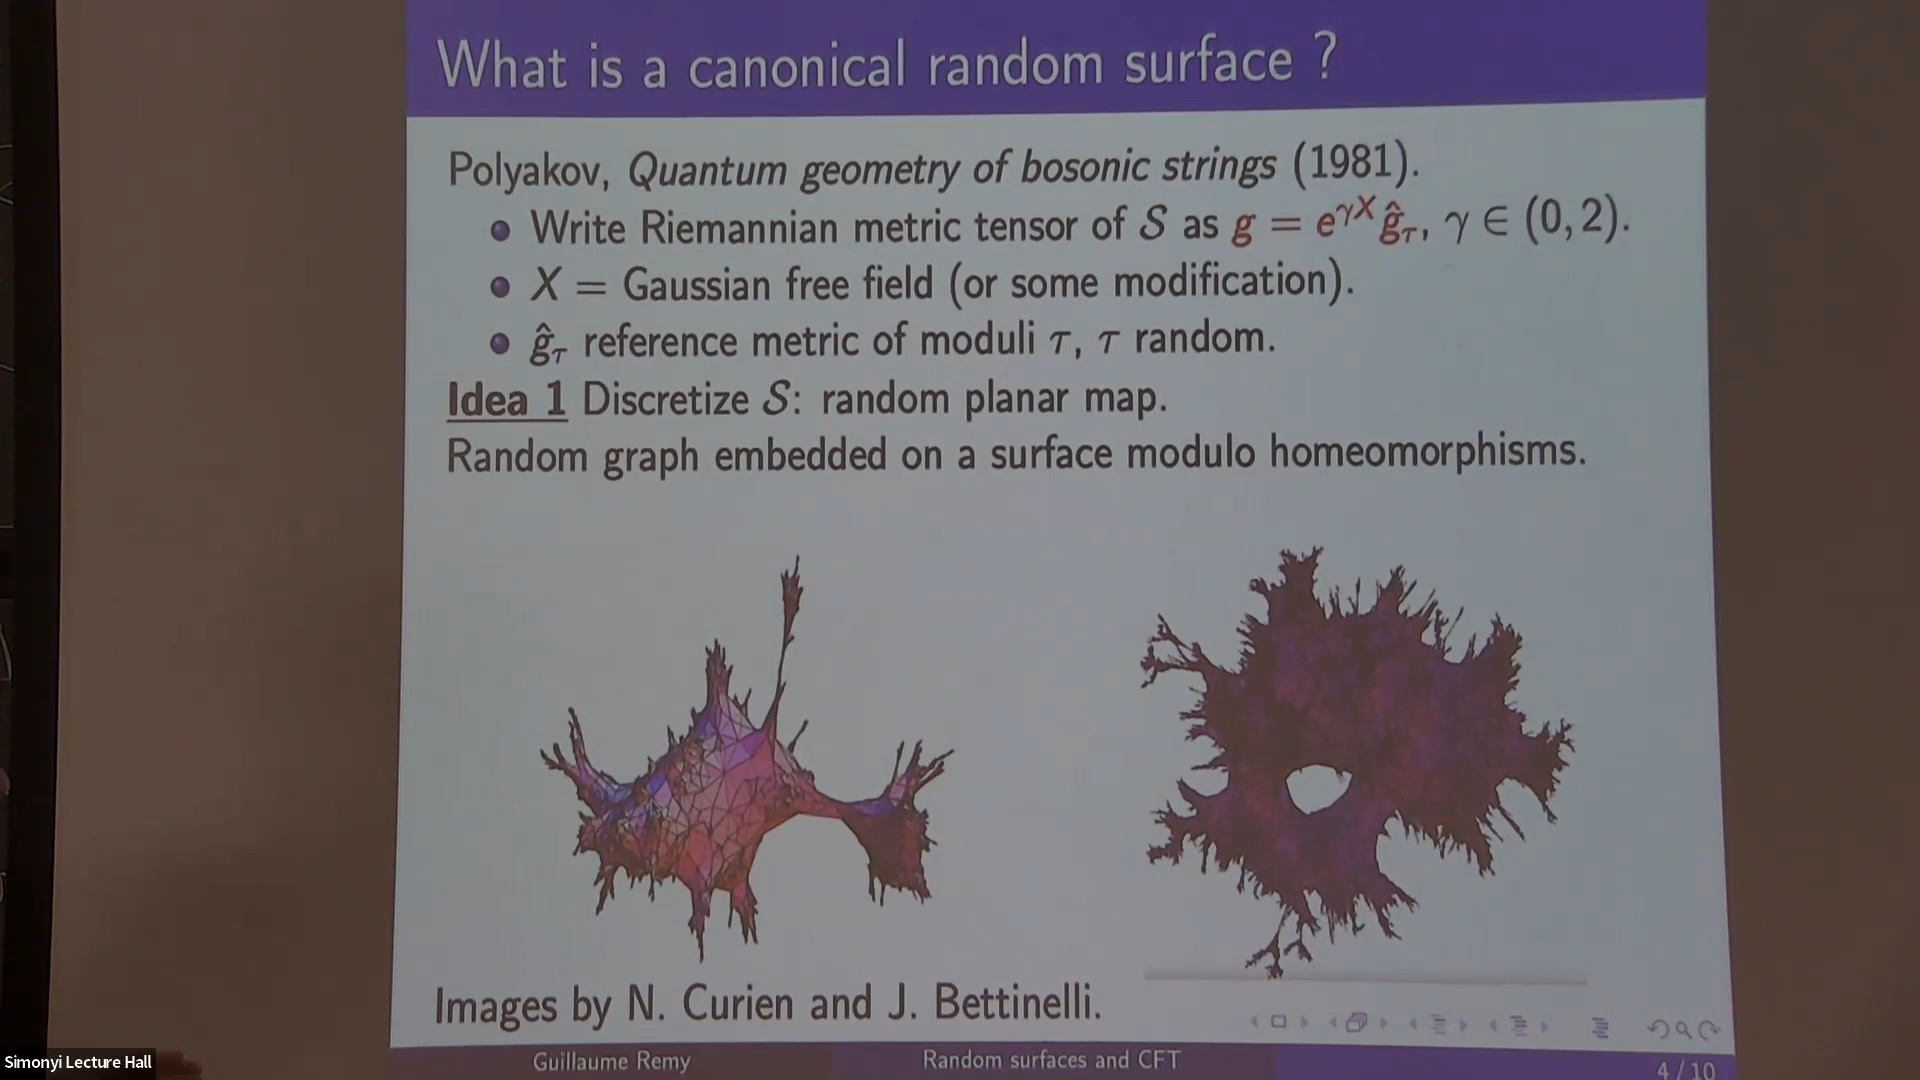 What is a canonical random surface ?
Polyakov, Quantum geometry of bosonic strings (1981).
Write Riemannian metric tensor of 𝒮 as g = e^{γX} ĝ_τ, γ ∈ (0, 2).
X = Gaussian free field (or some modification).
ĝ_τ reference metric of moduli τ, τ random.
Idea 1 Discretize 𝒮: random planar map.
Random graph embedded on a surface modulo homeomorphisms.
Images by N. Curien and J. Bettinelli.
Guillaume Remy Random surfaces and CFT 4 / 10
Simonyi Lecture Hall